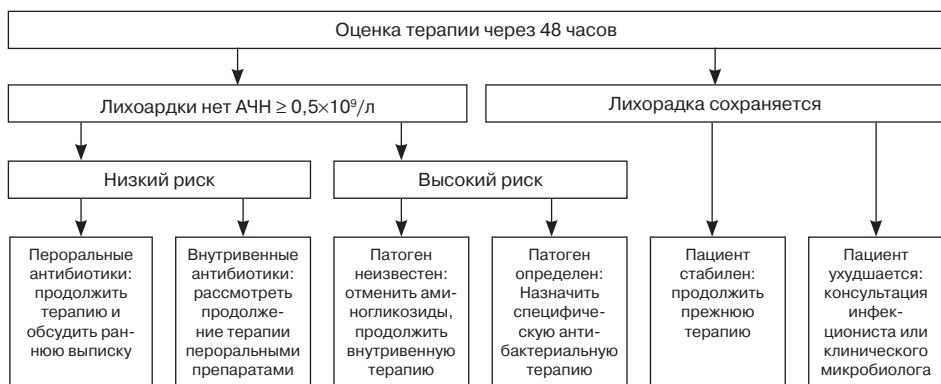 Оценка терапии через 48 часов
Лихоардки нет АЧН ≥ 0,5×10⁹/л
Лихорадка сохраняется
Низкий риск
Высокий риск
Пероральные
антибиотики:
продолжить
терапию и
обсудить ран-
нюю выписку
Внутривенные
антибиотики:
рассмотреть
продолже-
ние терапии
пероральными
препаратами
Патоген
неизвестен:
отменить ами-
ногликозиды,
продолжить
внутривенную
терапию
Патоген
определен:
Назначить
специфиче-
скую анти-
бактериальную
терапию
Пациент
стабилен:
продолжить
прежнюю
терапию
Пациент
ухудшается:
консультация
инфек-
циониста или
клинического
микробиолога